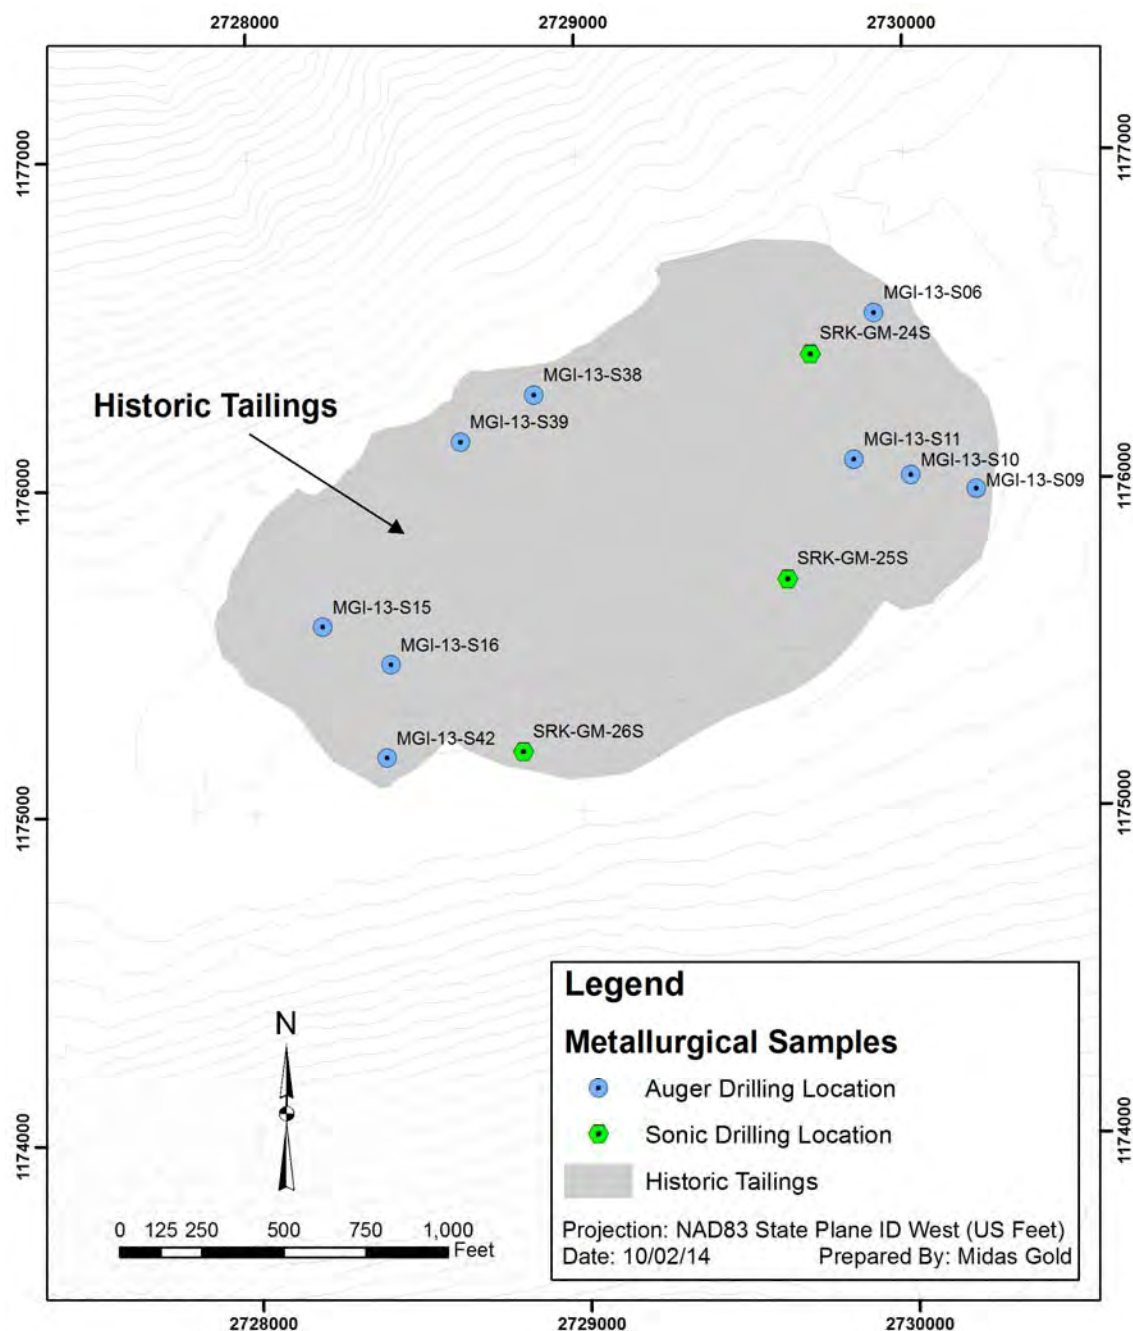 2728000 2729000 2730000
1177000 1177000
MGI-13-S06
SRK-GM-24S
MGI-13-S38
Historic Tailings
MGI-13-S39
MGI-13-S11
MGI-13-S10
MGI-13-S09
1176000 1176000
SRK-GM-25S
MGI-13-S15
MGI-13-S16
SRK-GM-26S
MGI-13-S42
1175000 1175000
Legend
N
Metallurgical Samples
Auger Drilling Location
Sonic Drilling Location
1174000 1174000
Historic Tailings
0 125 250 500 750 1,000
Feet
Projection: NAD83 State Plane ID West (US Feet)
Date: 10/02/14 Prepared By: Midas Gold
2728000 2729000 2730000